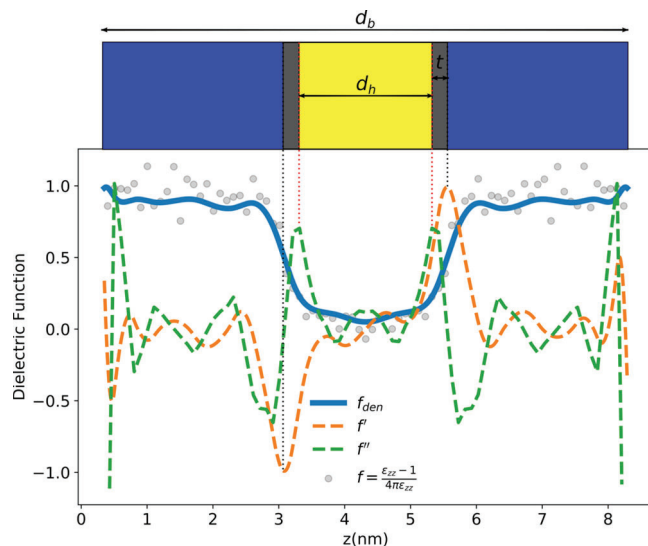 d_b
t
d_h
1.0
0.5
0.0
−0.5
−1.0
Dielectric Function
f_den
f′
f″
f = (ε_zz − 1)/(4πε_zz)
0 1 2 3 4 5 6 7 8
z(nm)